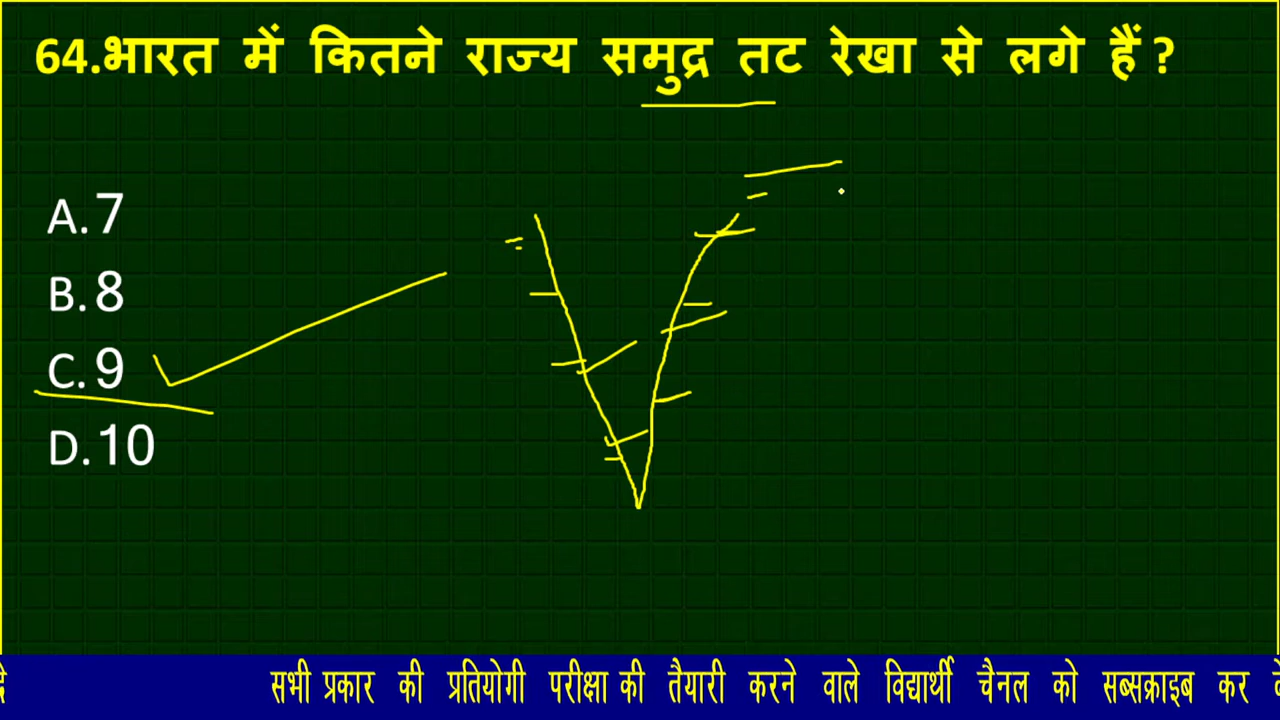 64.भारत में कितने राज्य समुद्र तट रेखा से लगे हैं ?
A. 7
B. 8
C. 9
D. 10
सभी प्रकार की प्रतियोगी परीक्षा की तैयारी करने वाले विद्यार्थी चैनल को सब्सक्राइब कर